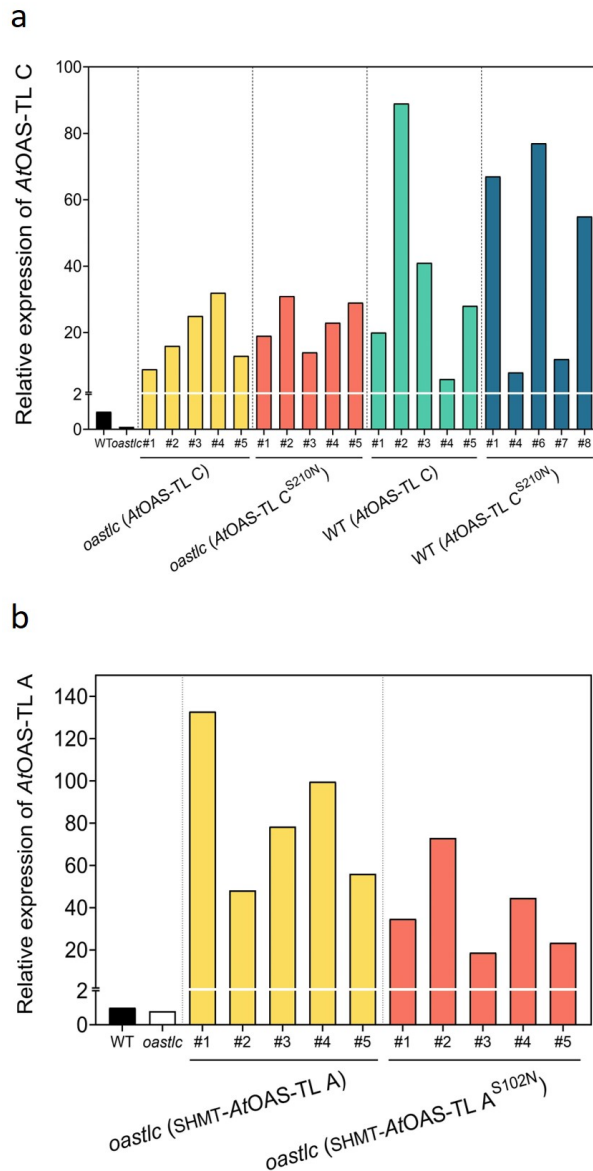 a
Relative expression of AtOAS-TL C
100
80
60
40
20
2
0
WT oastlc #1 #2 #3 #4 #5 #1 #2 #3 #4 #5 #1 #2 #3 #4 #5 #1 #4 #6 #7 #8
oastlc (AtOAS-TL C)
oastlc (AtOAS-TL C^S210N)
WT (AtOAS-TL C)
WT (AtOAS-TL C^S210N)
b
Relative expression of AtOAS-TL A
140
120
100
80
60
40
20
2
0
WT oastlc #1 #2 #3 #4 #5 #1 #2 #3 #4 #5
oastlc (SHMT-AtOAS-TL A)
oastlc (SHMT-AtOAS-TL A^S102N)